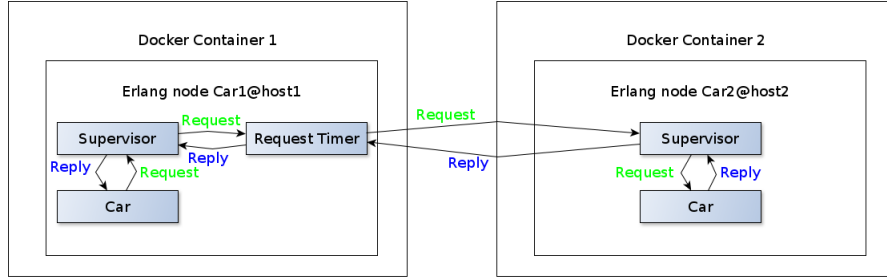 Docker Container 1
Erlang node Car1@host1
Supervisor
Request
Request Timer
Reply
Reply
Request
Car
Request
Reply
Docker Container 2
Erlang node Car2@host2
Supervisor
Request
Reply
Car